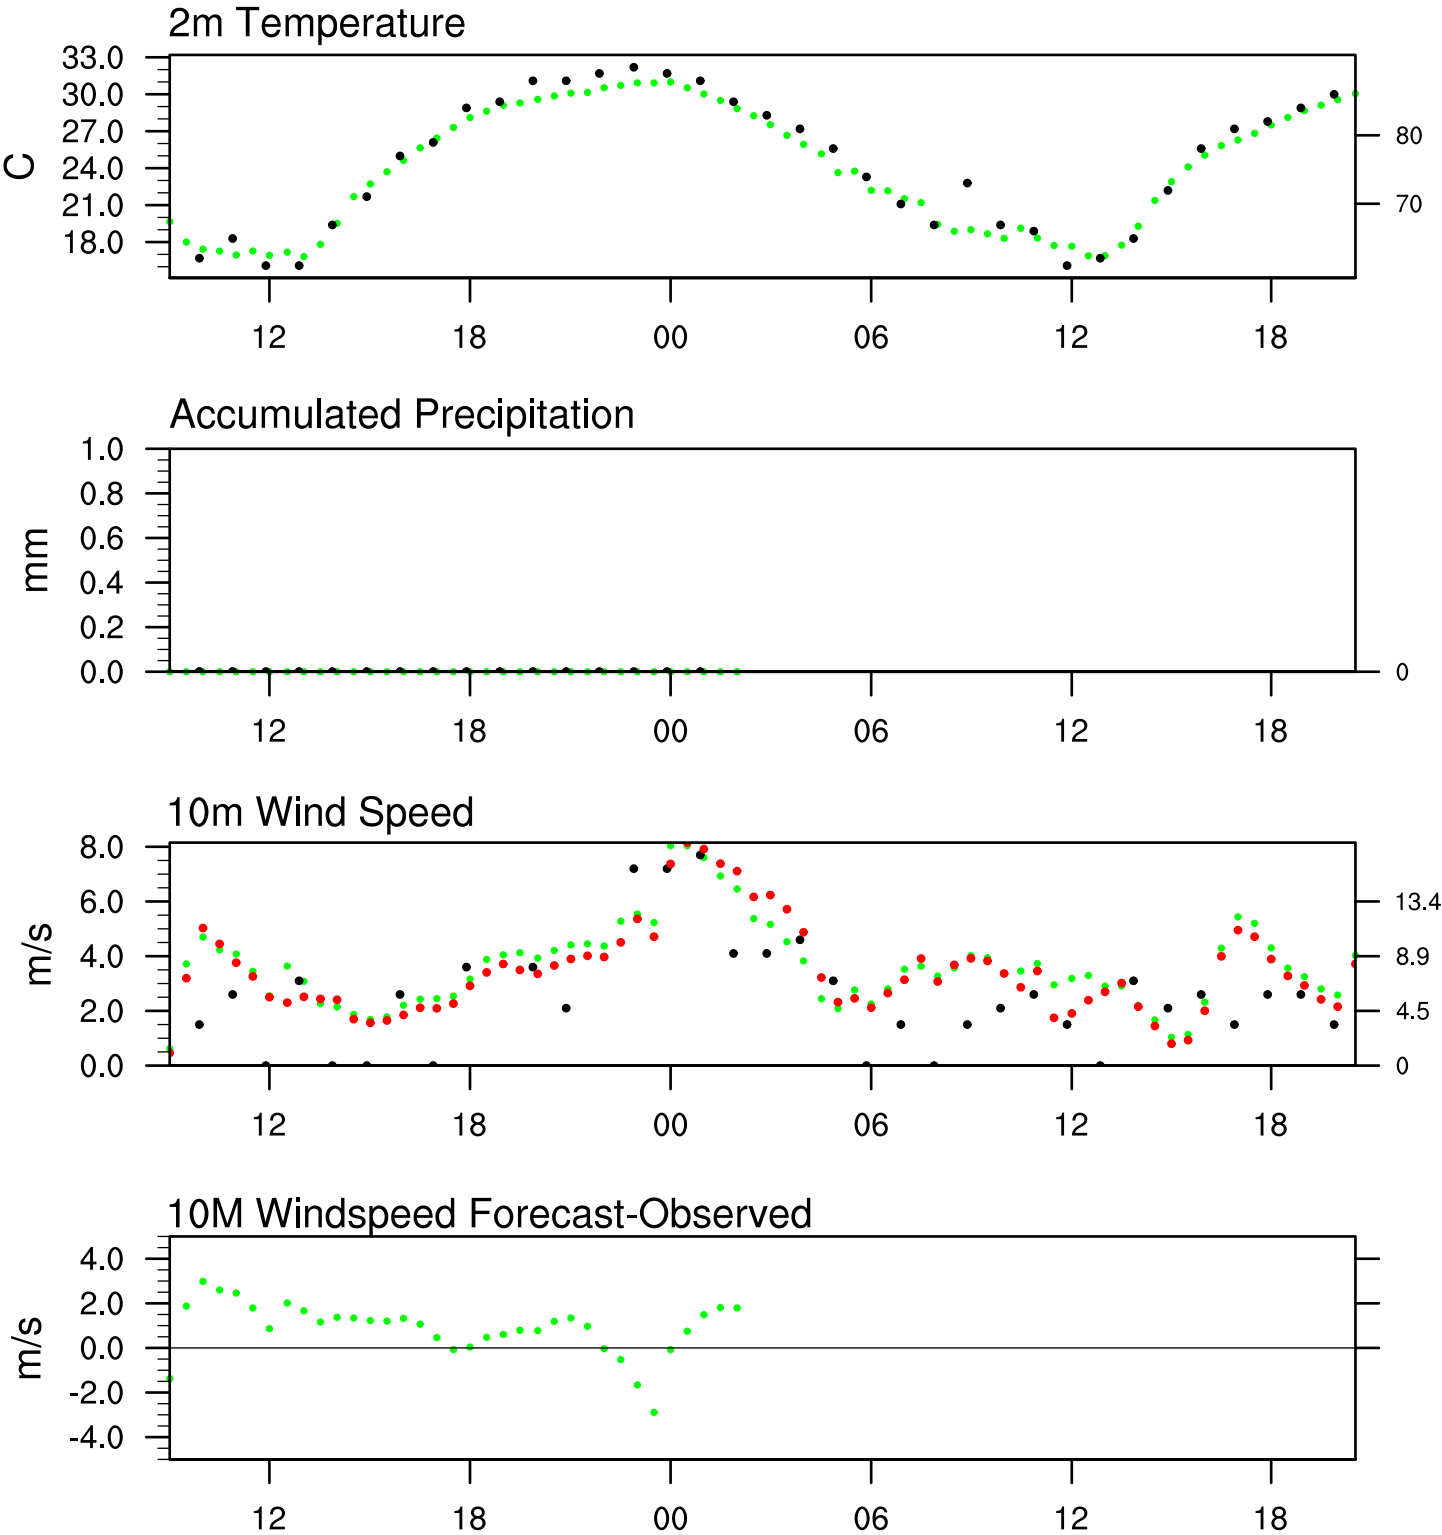 2m Temperature
33.0
30.0
27.0
24.0
21.0
18.0
C
80
70
12 18 00 06 12 18
Accumulated Precipitation
1.0
0.8
0.6
0.4
0.2
0.0
mm
0
12 18 00 06 12 18
10m Wind Speed
8.0
6.0
4.0
2.0
0.0
m/s
13.4
8.9
4.5
0
12 18 00 06 12 18
10M Windspeed Forecast-Observed
4.0
2.0
0.0
-2.0
-4.0
m/s
12 18 00 06 12 18